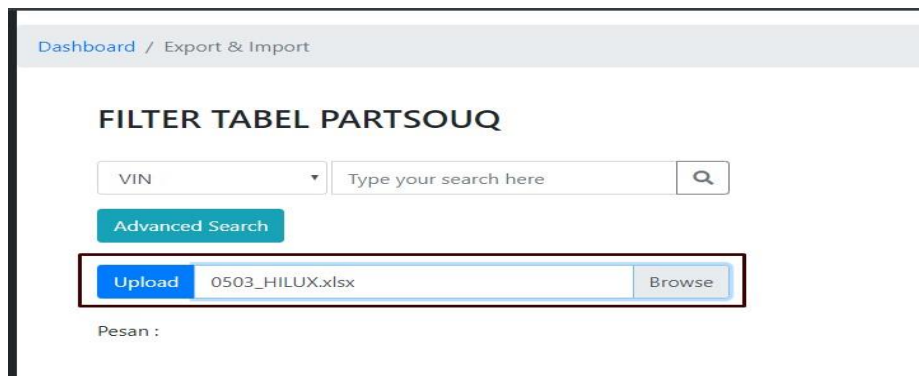 Dashboard / Export & Import
FILTER TABEL PARTSOUQ
VIN Type your search here
Advanced Search
Upload 0503_HILUX.xlsx Browse
Pesan :